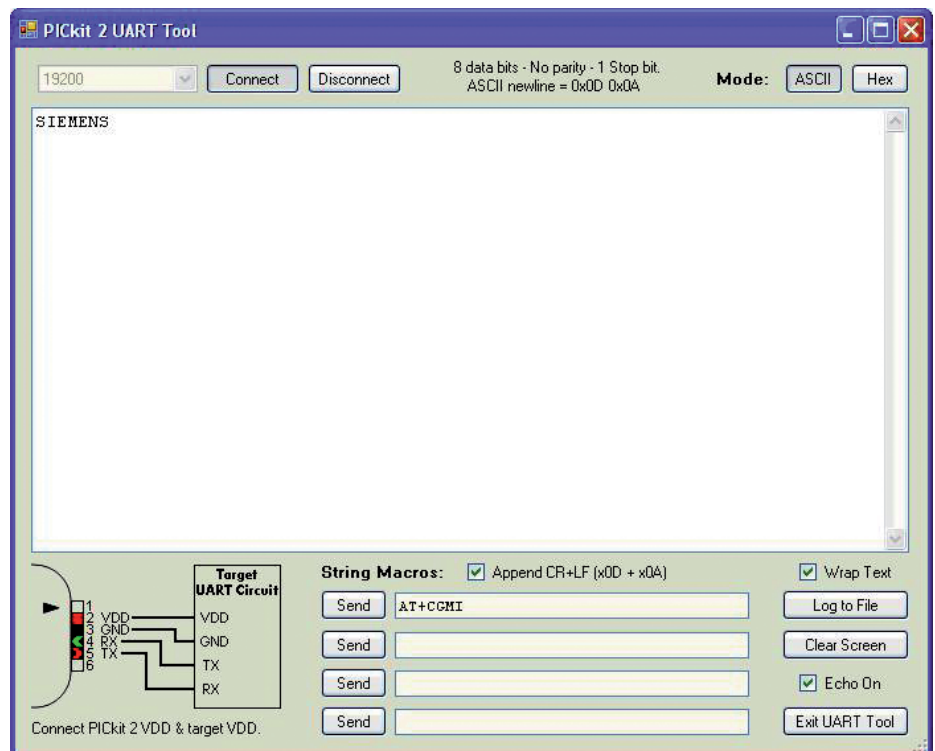 PICkit 2 UART Tool
19200 Connect Disconnect 8 data bits - No parity - 1 Stop bit. Mode: ASCII Hex
ASCII newline = 0x0D 0x0A
SIEMENS
Target
UART Circuit
1
2 VDD VDD
3 GND GND
4 RX TX
5 TX RX
6
Connect PICkit 2 VDD & target VDD.
String Macros: Append CR+LF (x0D + x0A) Wrap Text
Send AT+CGMI Log to File
Send Clear Screen
Send Echo On
Send Exit UART Tool